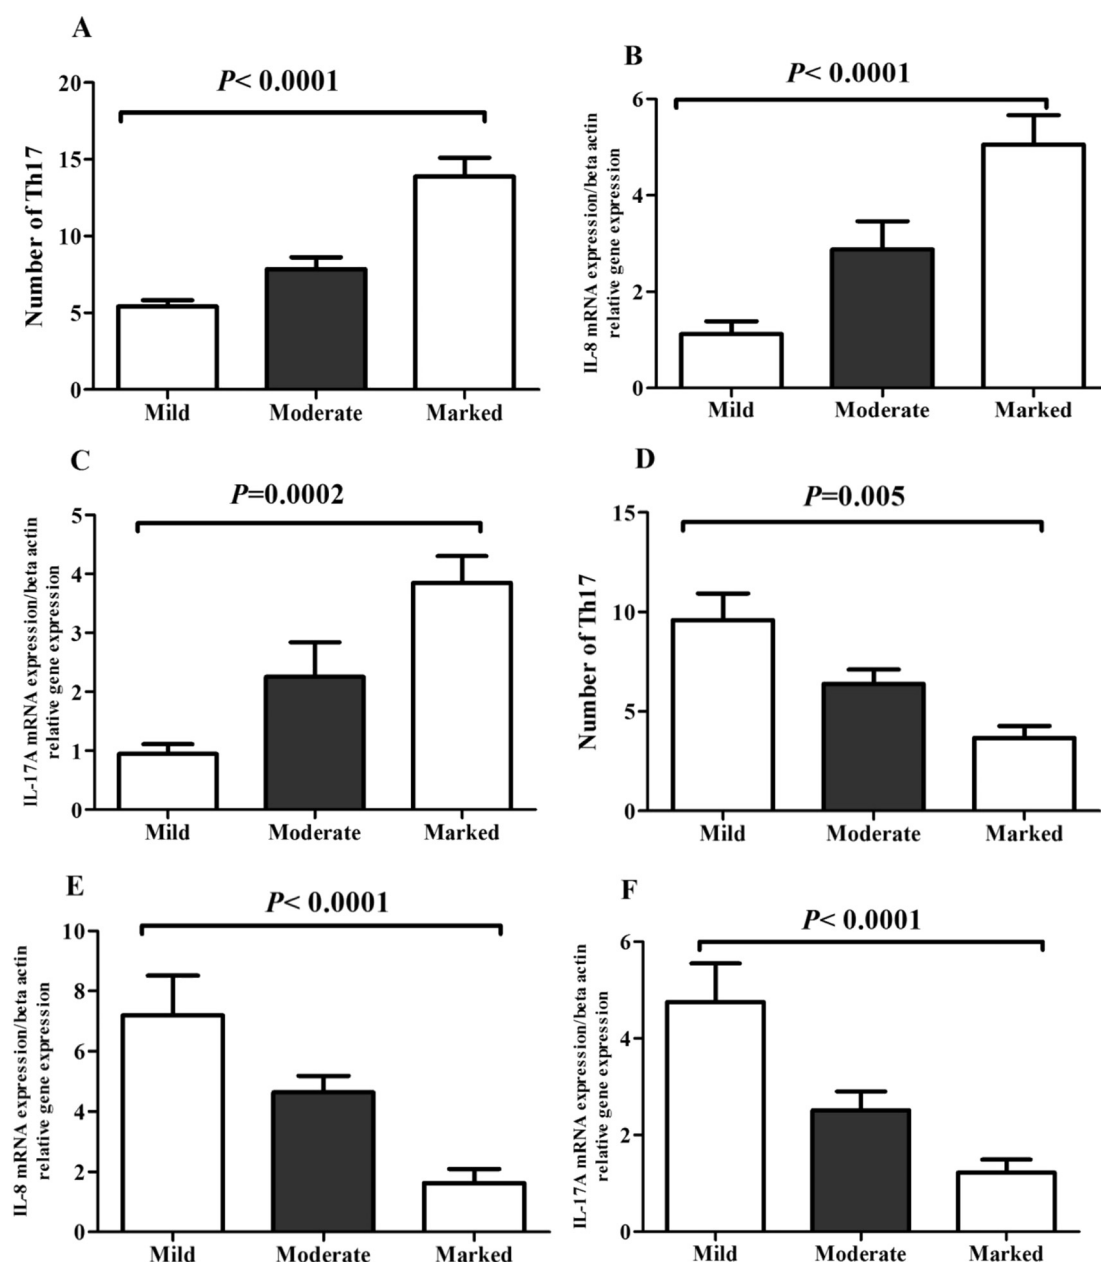 A
P< 0.0001
Number of Th17
20
15
10
5
0
Mild Moderate Marked
B
P< 0.0001
IL-8 mRNA expression/beta actin
relative gene expression
6
4
2
0
Mild Moderate Marked
C
P=0.0002
IL-17A mRNA expression/beta actin
relative gene expression
5
4
3
2
1
0
Mild Moderate Marked
D
P=0.005
Number of Th17
15
10
5
0
Mild Moderate Marked
E
P< 0.0001
IL-8 mRNA expression/beta actin
relative gene expression
10
8
6
4
2
0
Mild Moderate Marked
F
P< 0.0001
IL-17A mRNA expression/beta actin
relative gene expression
6
4
2
0
Mild Moderate Marked